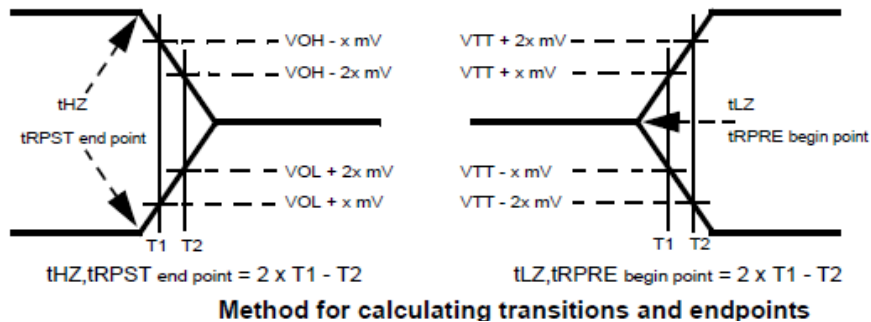 VOH - x mV
VOH - 2x mV
tHZ
tRPST end point
VOL + 2x mV
VOL + x mV
T1 T2
tHZ,tRPST end point = 2 x T1 - T2
VTT + 2x mV
VTT + x mV
tLZ
tRPRE begin point
VTT - x mV
VTT - 2x mV
T1 T2
tLZ,tRPRE begin point = 2 x T1 - T2
Method for calculating transitions and endpoints